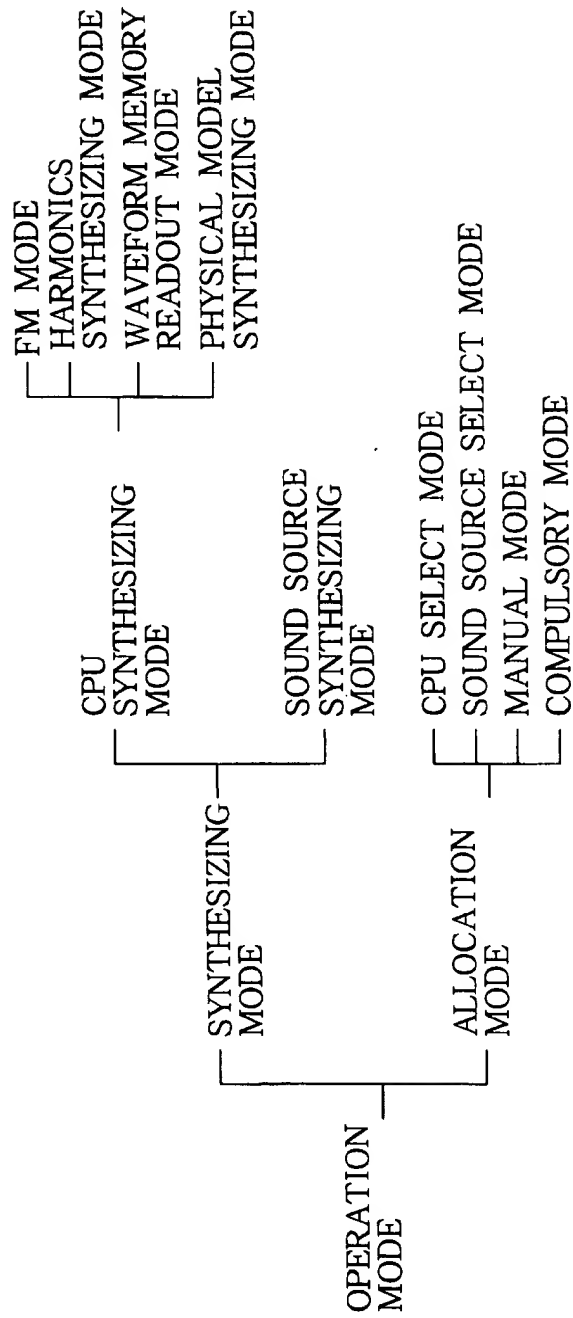 OPERATION
MODE
SYNTHESIZING
MODE
CPU
SYNTHESIZING
MODE
FM MODE
HARMONICS
SYNTHESIZING MODE
WAVEFORM MEMORY
READOUT MODE
PHYSICAL MODEL
SYNTHESIZING MODE
SOUND SOURCE
SYNTHESIZING
MODE
ALLOCATION
MODE
CPU SELECT MODE
SOUND SOURCE SELECT MODE
MANUAL MODE
COMPULSORY MODE